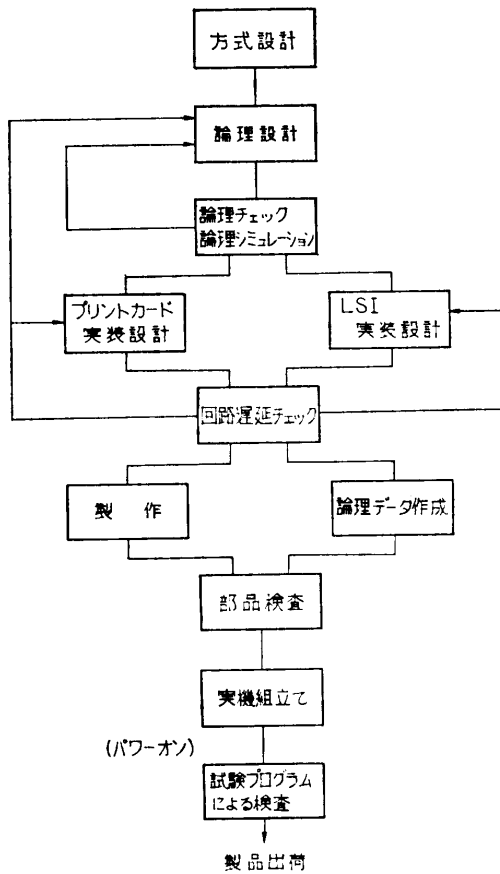 方式設計
論理設計
論理チェック
論理シミュレーション
プリントカード
実装設計
LSI
実装設計
回路遅延チェック
製作
論理データ作成
部品検査
実機組立て
(パワーオン)
試験プログラム
による検査
製品出荷